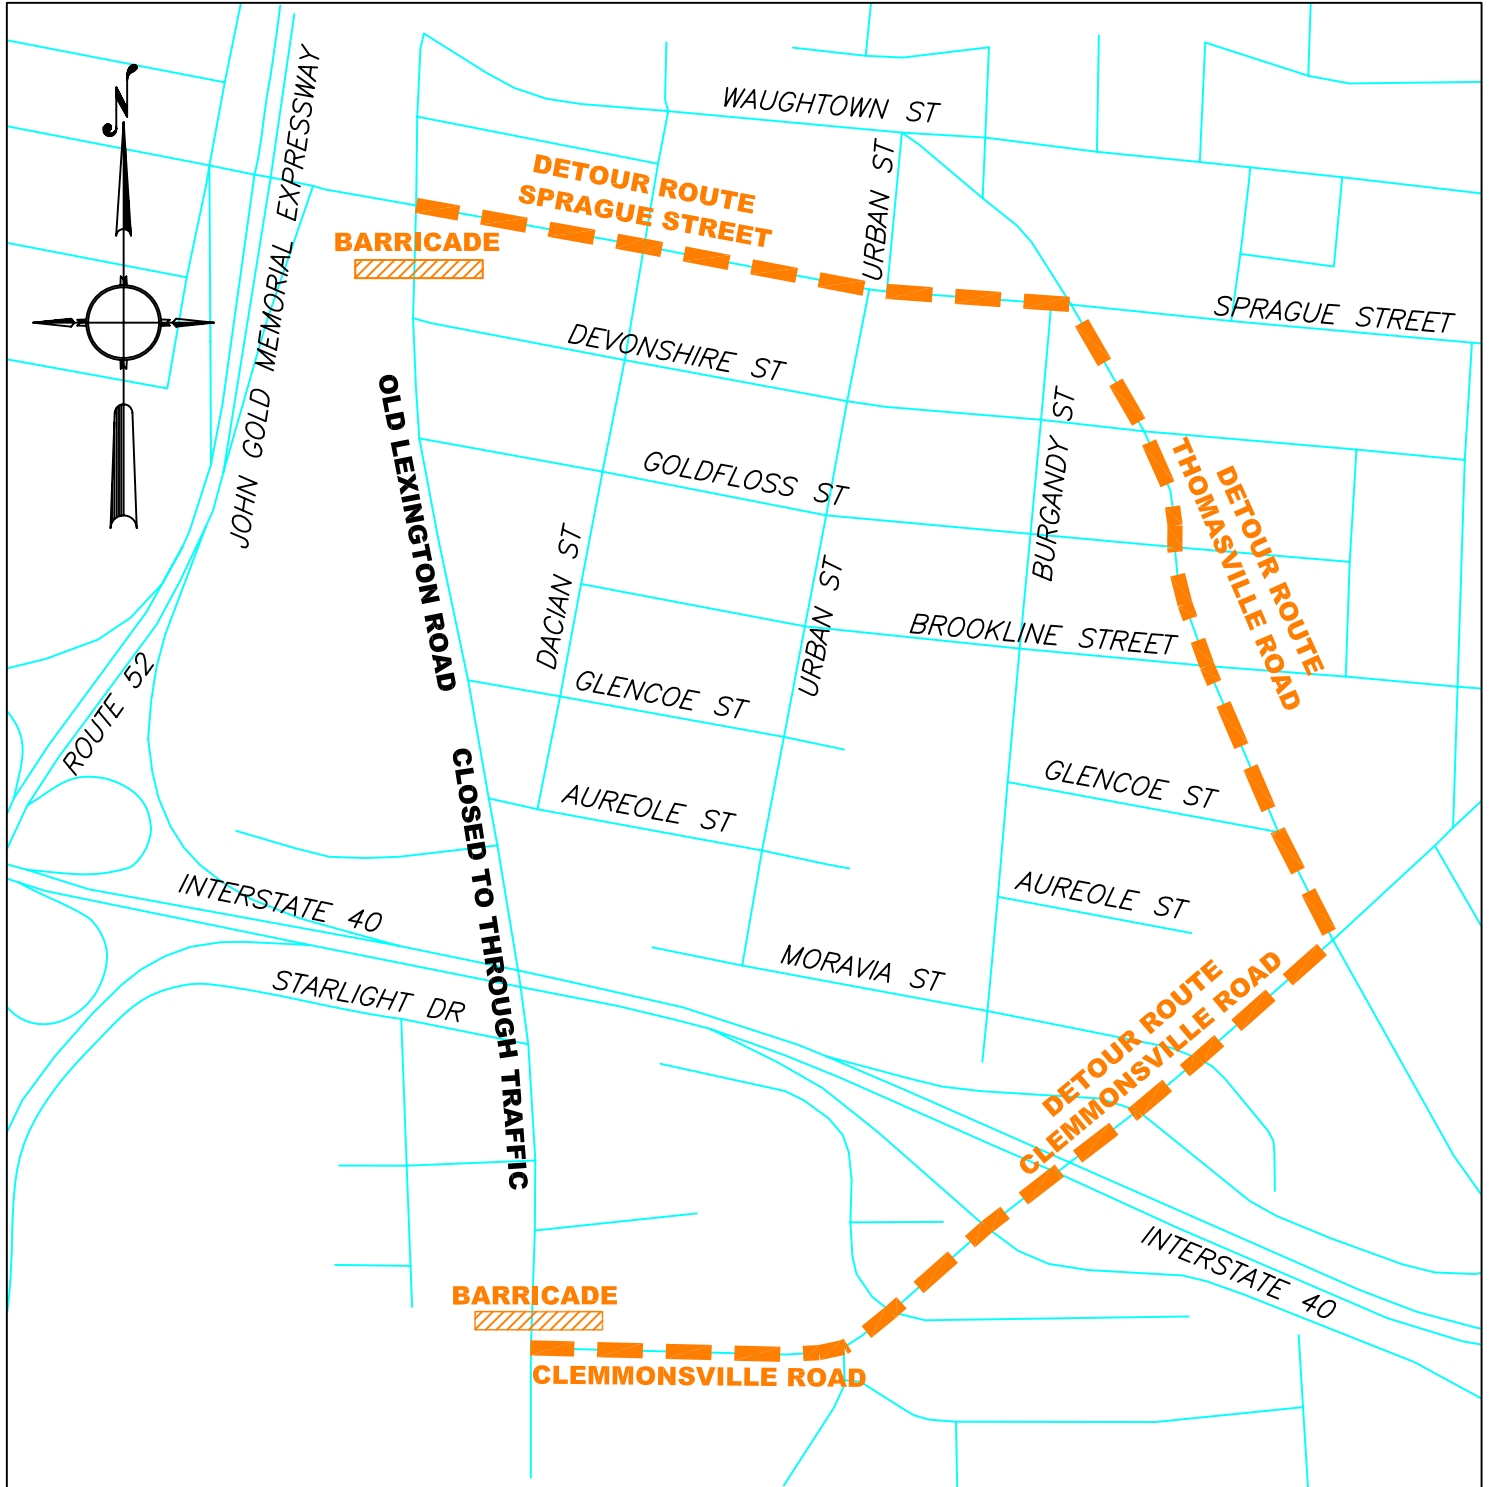 N
WAUGHTOWN ST
JOHN GOLD MEMORIAL EXPRESSWAY
DETOUR ROUTE
SPRAGUE STREET
URBAN ST
BARRICADE
SPRAGUE STREET
DEVONSHIRE ST
OLD LEXINGTON ROAD
CLOSED TO THROUGH TRAFFIC
BURGANDY ST
GOLDFLOSS ST
DETOUR ROUTE
THOMASVILLE ROAD
DACIAN ST
URBAN ST
BROOKLINE STREET
ROUTE 52
GLENCOE ST
GLENCOE ST
AUREOLE ST
AUREOLE ST
INTERSTATE 40
MORAVIA ST
STARLIGHT DR
DETOUR ROUTE
CLEMMONSVILLE ROAD
INTERSTATE 40
BARRICADE
CLEMMONSVILLE ROAD